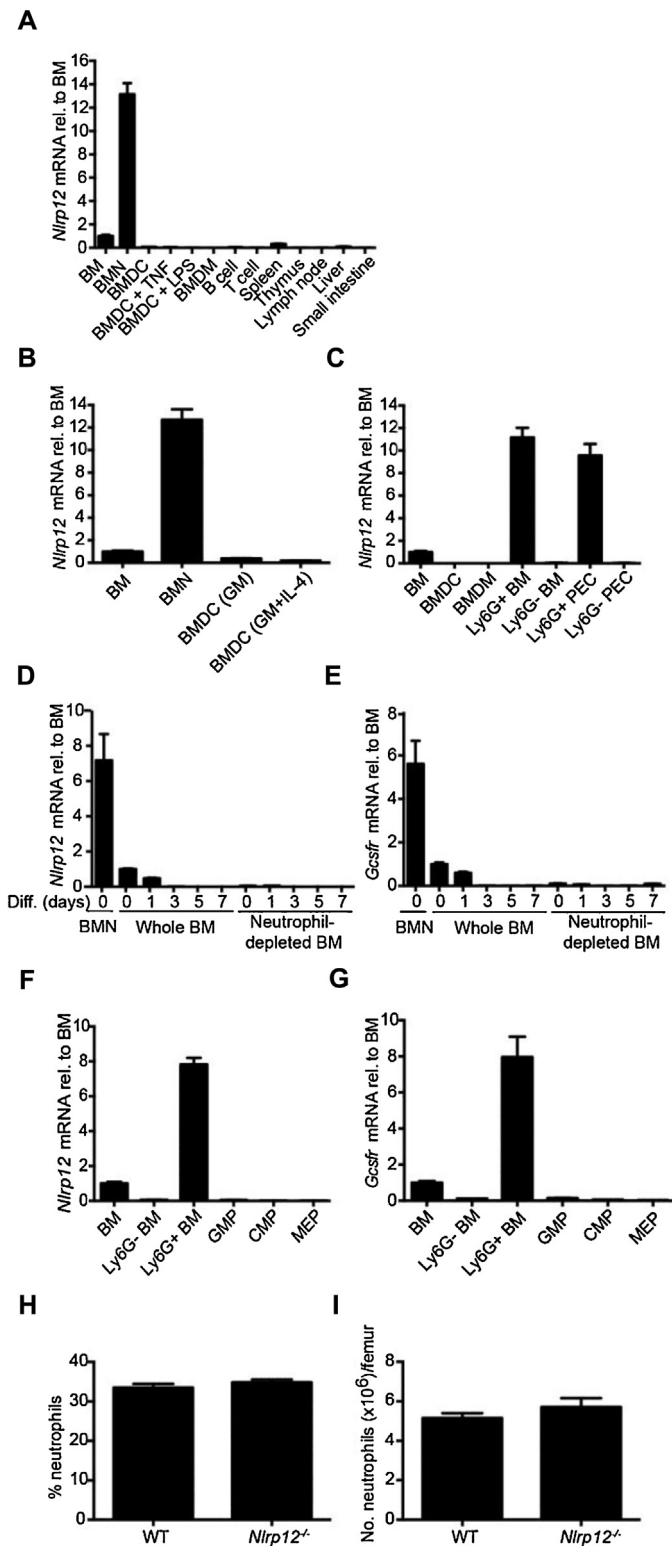 A
Nlrp12 mRNA rel. to BM
16
14
12
10
8
6
4
2
0
BM
BMN
BMDC
BMDC + TNF
BMDC + LPS
BMDM
B cell
T cell
Spleen
Thymus
Lymph node
Liver
Small intestine
B
Nlrp12 mRNA rel. to BM
14
12
10
8
6
4
2
0
BM
BMN
BMDC (GM)
BMDC (GM+IL-4)
C
Nlrp12 mRNA rel. to BM
14
12
10
8
6
4
2
0
BM
BMDC
BMDM
Ly6G+ BM
Ly6G- BM
Ly6G+ PEC
Ly6G- PEC
D
Nlrp12 mRNA rel. to BM
10
8
6
4
2
0
Diff. (days) 0 0 1 3 5 7 0 1 3 5 7
BMN Whole BM Neutrophil-
depleted BM
E
Gcsfr mRNA rel. to BM
8
6
4
2
0
0 0 1 3 5 7 0 1 3 5 7
BMN Whole BM Neutrophil-
depleted BM
F
Nlrp12 mRNA rel. to BM
10
8
6
4
2
0
BM
Ly6G- BM
Ly6G+ BM
GMP
CMP
MEP
G
Gcsfr mRNA rel. to BM
10
8
6
4
2
0
BM
Ly6G- BM
Ly6G+ BM
GMP
CMP
MEP
H
% neutrophils
40
30
20
10
0
WT Nlrp12-/-
I
No. neutrophils (x10⁶)/femur
8
6
4
2
0
WT Nlrp12-/-